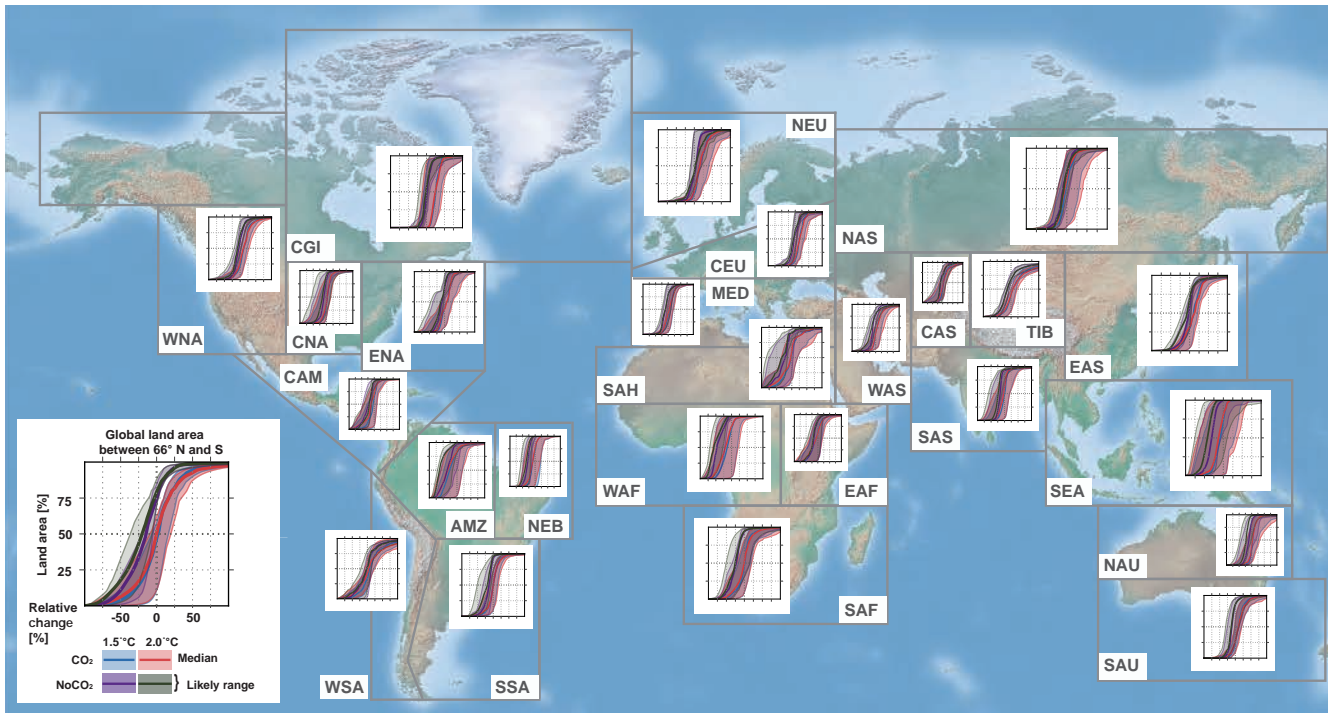 NEU
CGI
NAS
CEU
MED
WNA
CNA
ENA
CAS
TIB
EAS
CAM
SAH
WAS
SAS
WAF
EAF
SEA
AMZ
NEB
NAU
SAF
SAU
WSA
SSA
Global land area
between 66° N and S
Land area [%]
75
50
25
Relative
change
[%]
-50
0
50
1.5°C
2.0°C
CO₂
Median
NoCO₂
} Likely range